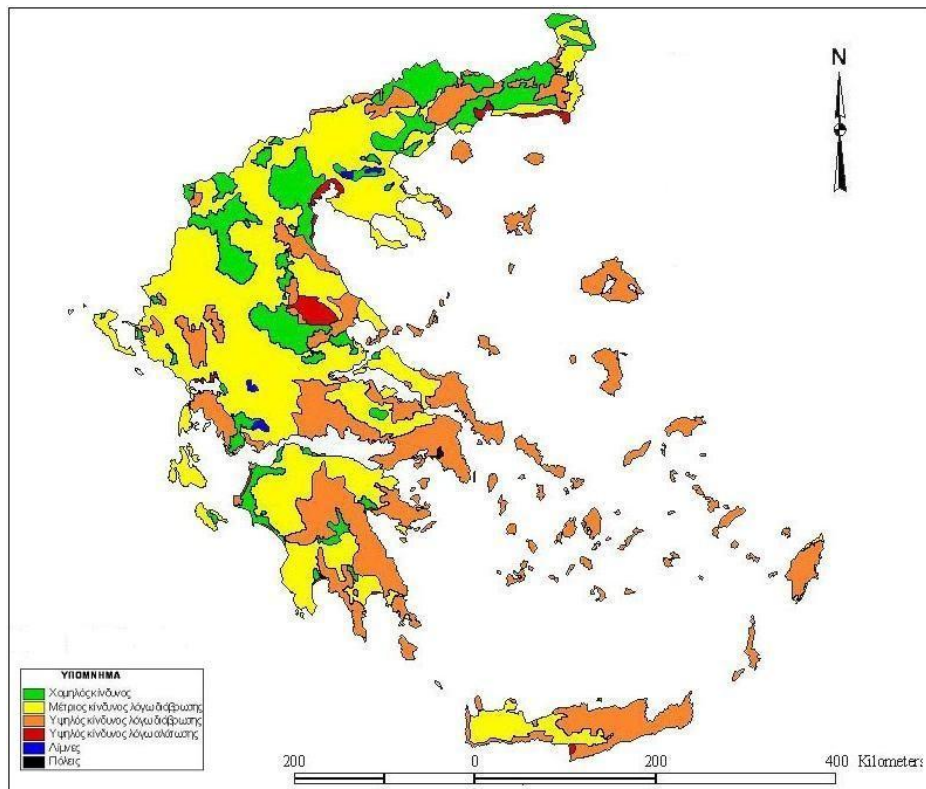 N
ΥΠΟΜΝΗΜΑ
Χαμηλός κίνδυνος
Μέτριος κίνδυνος λόγω διάβρωσης
Υψηλός κίνδυνος λόγω διάβρωσης
Υψηλός κίνδυνος λόγω αλάτωσης
Λίμνες
Πόλεις
200 0 200 400 Kilometers